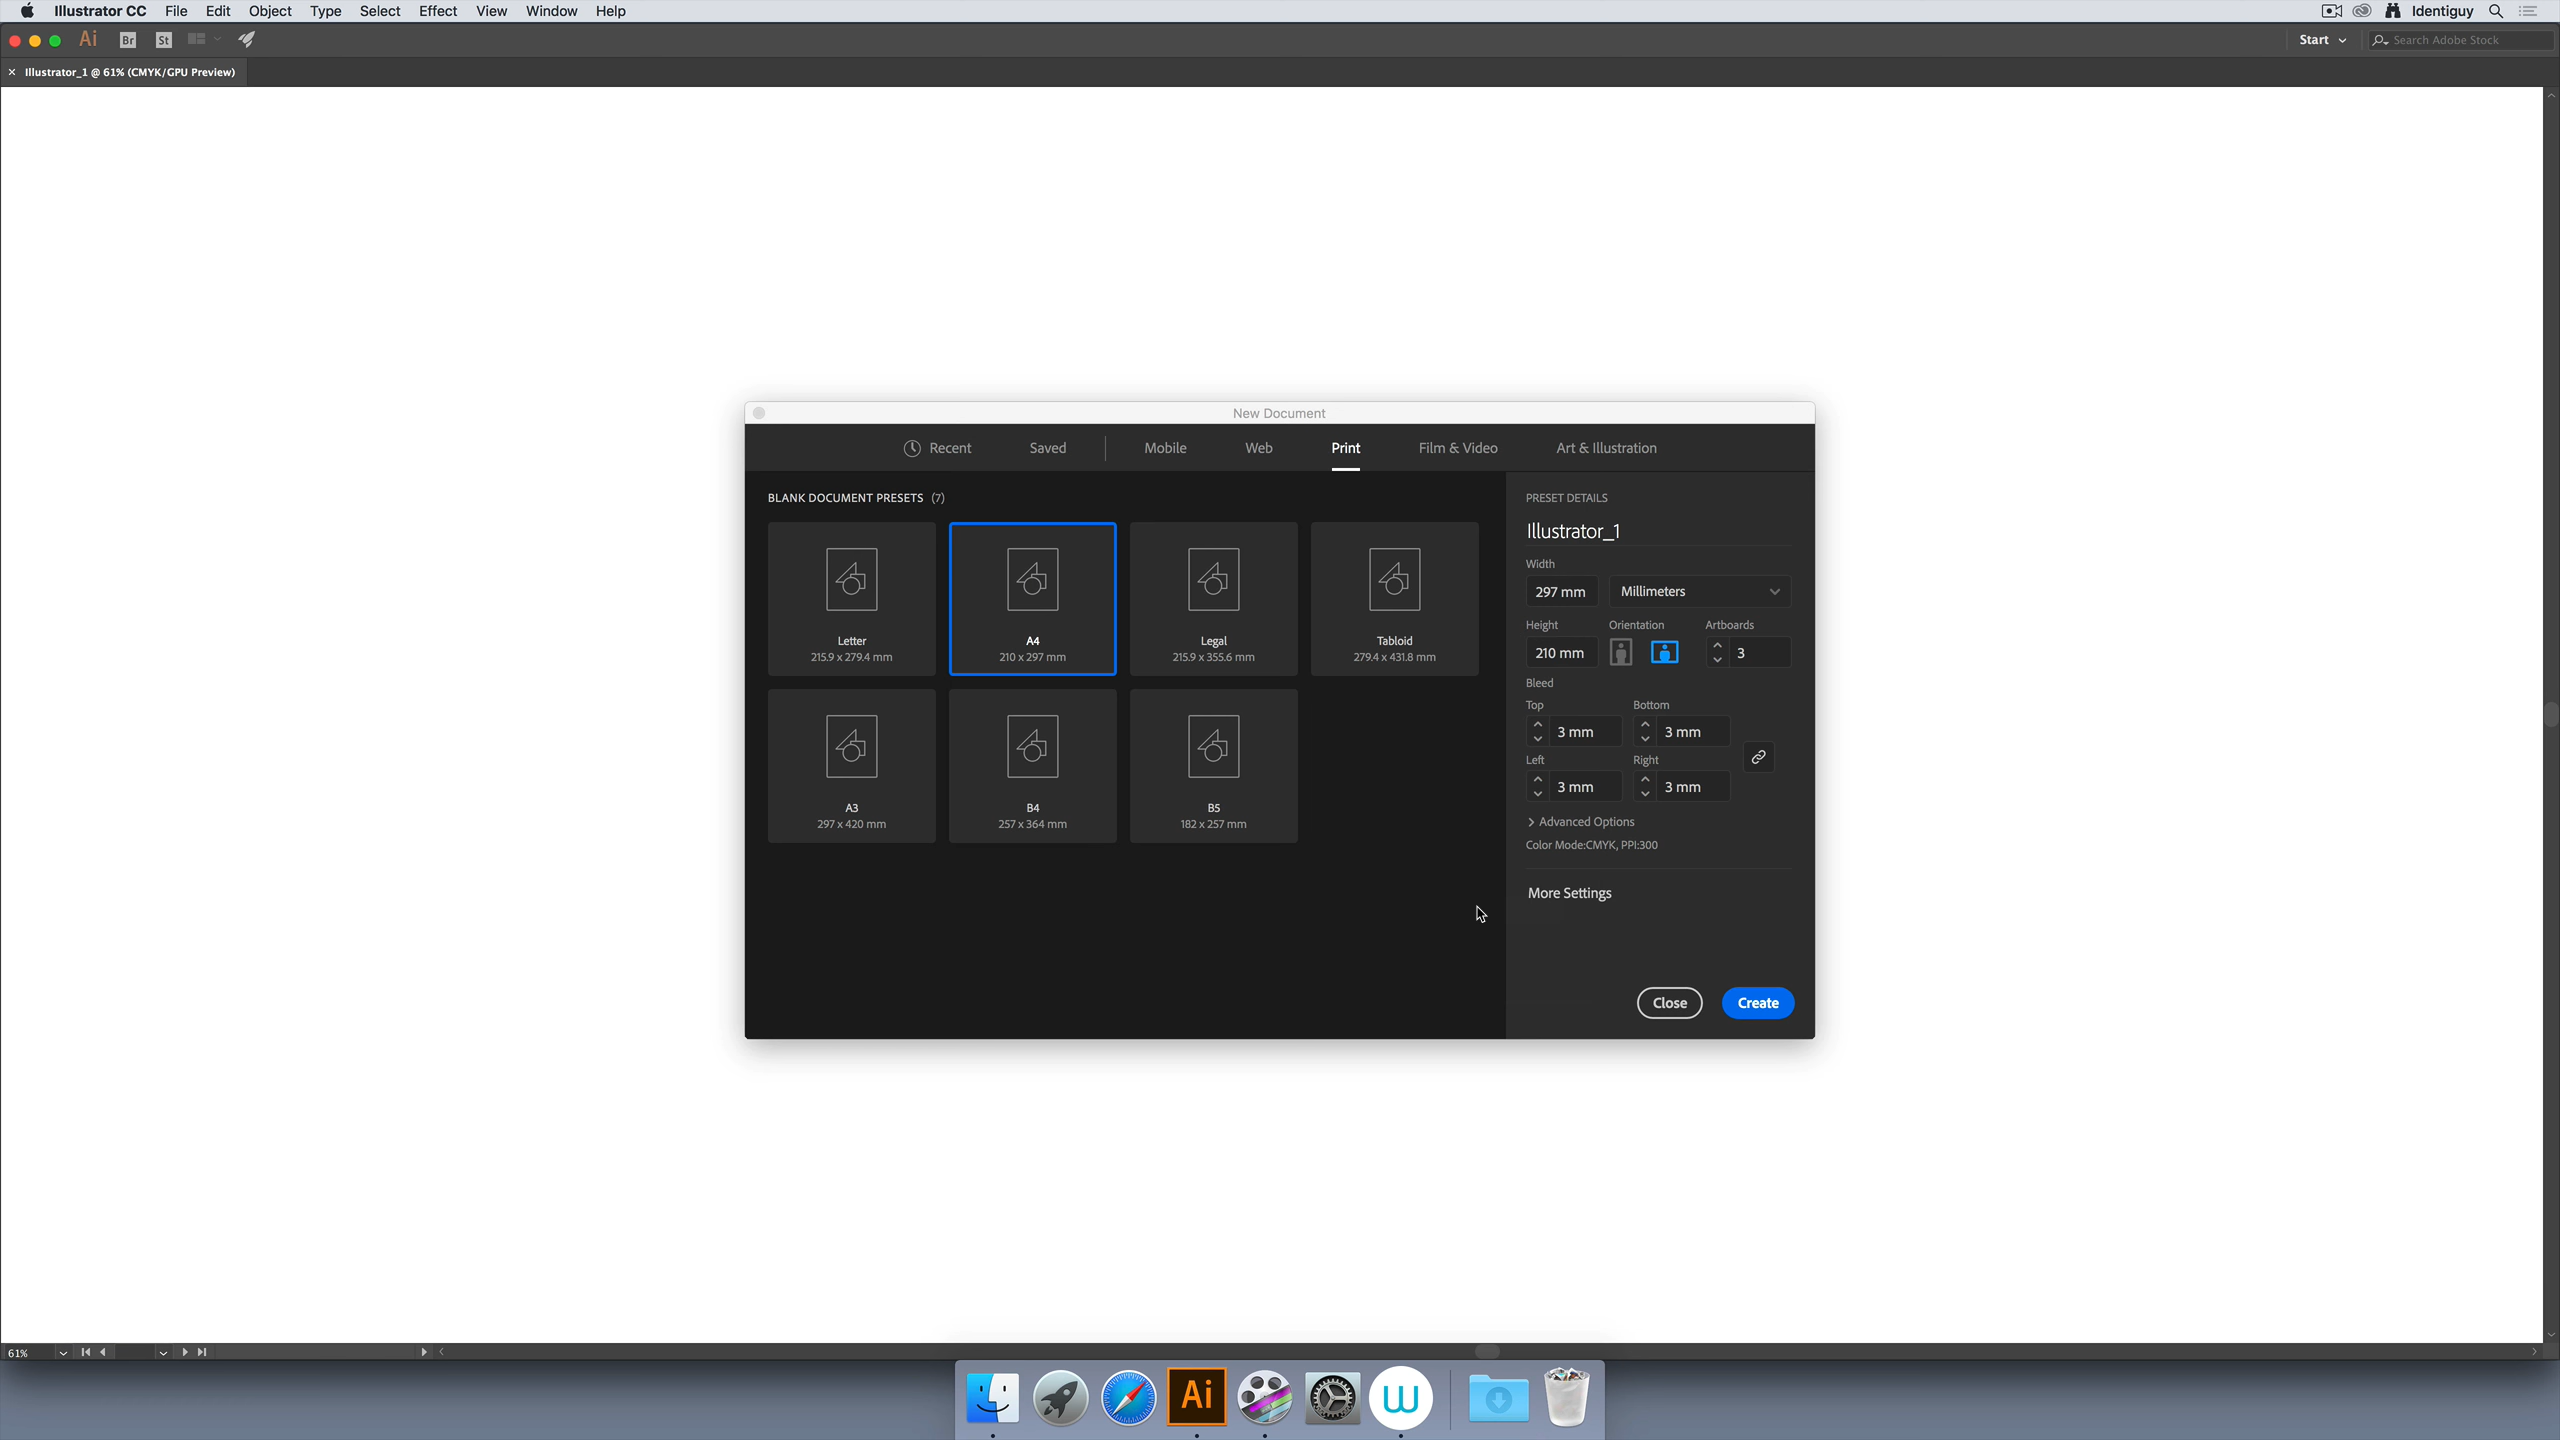 Illustrator CC File Edit Object Type Select Effect View Window Help Identiguy
Ai Br St Start Search Adobe Stock
× Illustrator_1 @ 61% (CMYK/GPU Preview)
New Document
Recent Saved Mobile Web Print Film & Video Art & Illustration
BLANK DOCUMENT PRESETS (7)
Letter
215.9 x 279.4 mm
A4
210 x 297 mm
Legal
215.9 x 355.6 mm
Tabloid
279.4 x 431.8 mm
A3
297 x 420 mm
B4
257 x 364 mm
B5
182 x 257 mm
PRESET DETAILS
Illustrator_1
Width
297 mm Millimeters
Height Orientation Artboards
210 mm 3
Bleed
Top Bottom
3 mm 3 mm
Left Right
3 mm 3 mm
> Advanced Options
Color Mode:CMYK, PPI:300
More Settings
Close Create
61%
Ai W